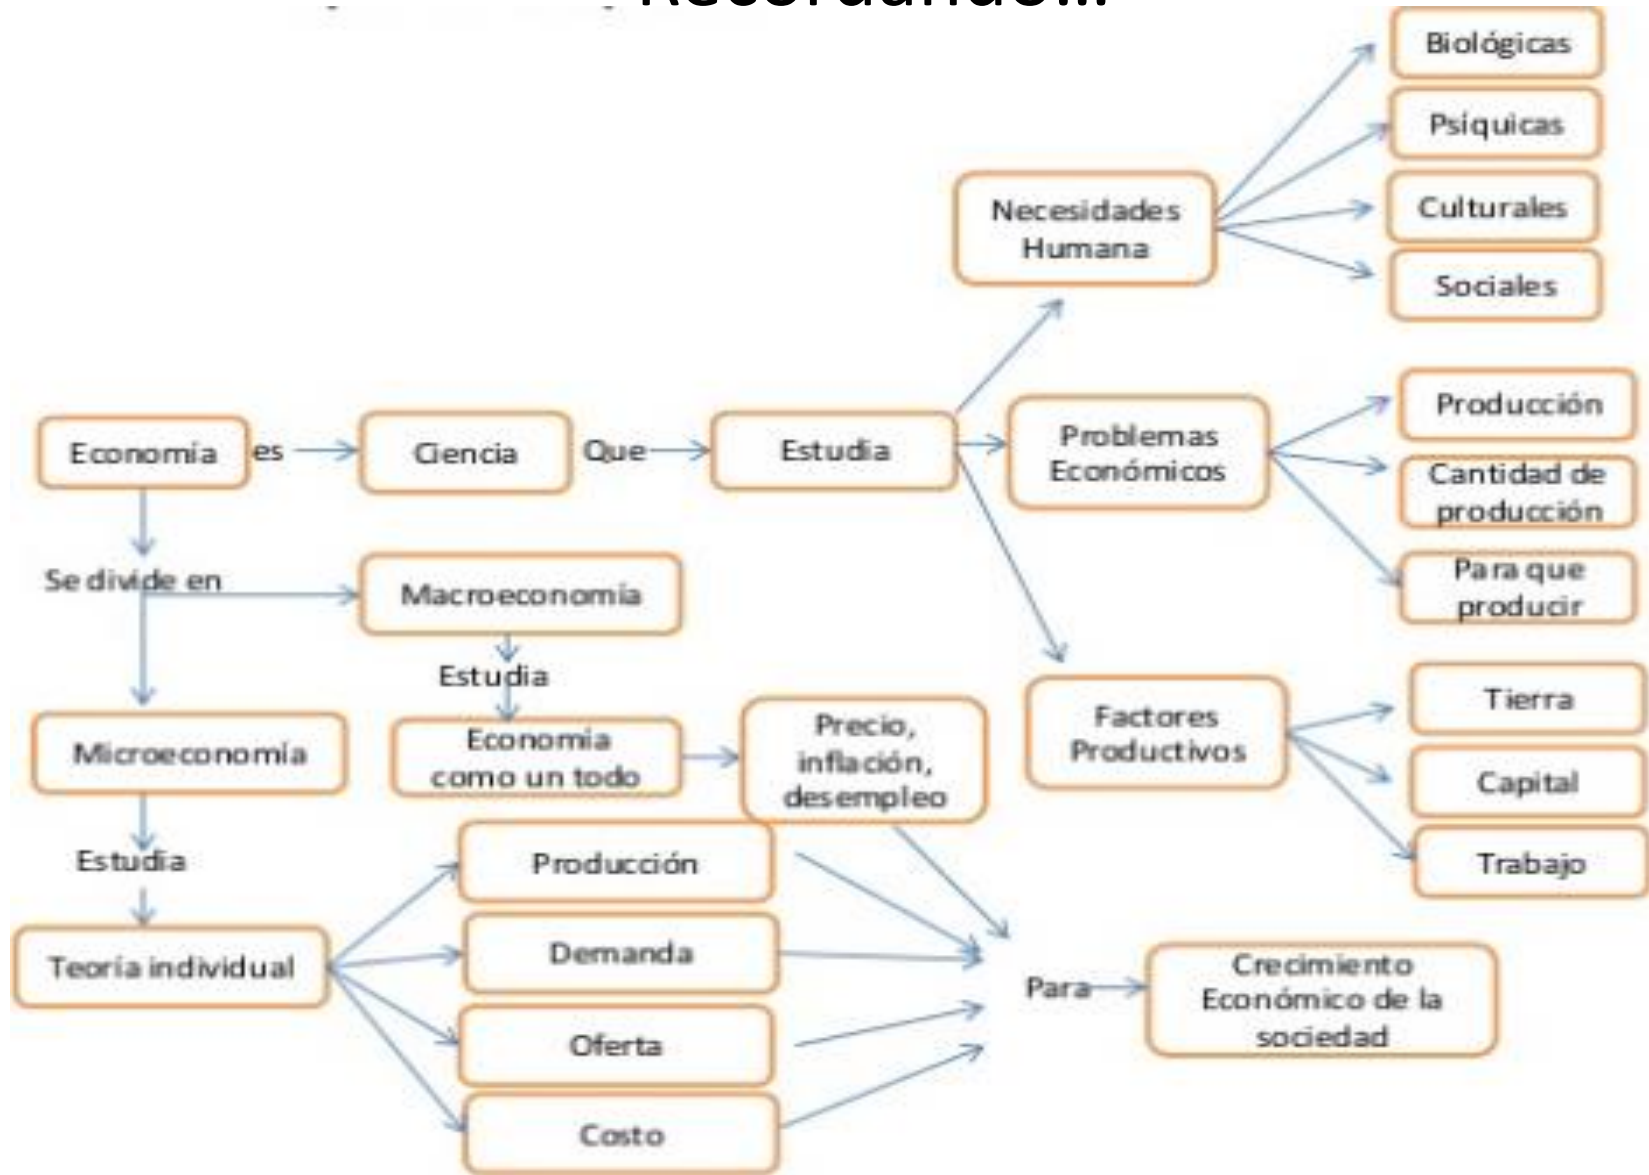 Recordando...
Biológicas
Psíquicas
Culturales
Sociales
Necesidades
Humana
Economía
es
Ciencia
Que
Estudia
Problemas
Económicos
Producción
Cantidad de
producción
Para que
producir
Se divide en
Macroeconomía
Estudia
Economía
como un todo
Precio,
inflación,
desempleo
Factores
Productivos
Tierra
Capital
Trabajo
Microeconomía
Estudia
Teoría individual
Producción
Demanda
Oferta
Costo
Para
Crecimiento
Económico de la
sociedad